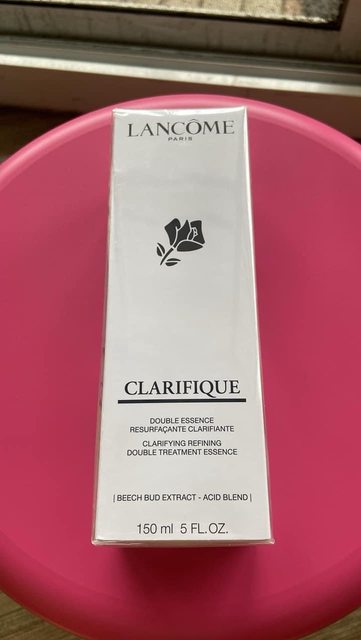 LANCÔME
PARIS
CLARIFIQUE
DOUBLE ESSENCE
RESURFAÇANTE CLARIFIANTE
CLARIFYING REFINING
DOUBLE TREATMENT ESSENCE
| BEECH BUD EXTRACT - ACID BLEND |
150 ml 5 FL.OZ.